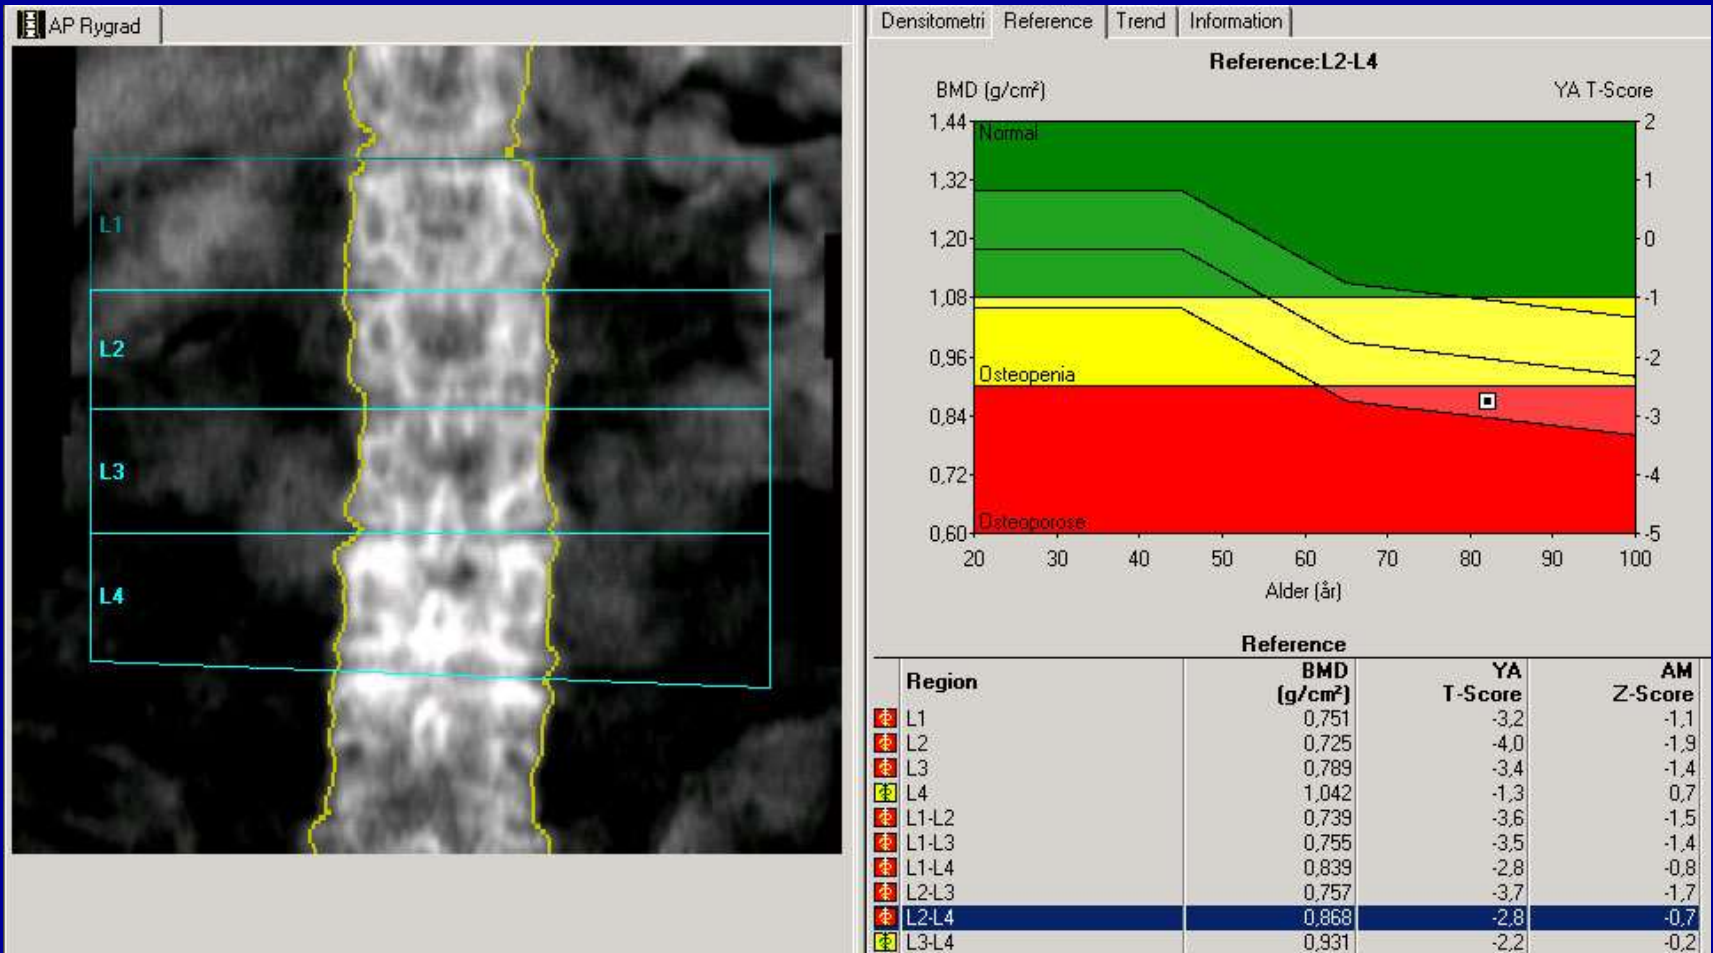 AP Rygrad
L1
L2
L3
L4
Densitometri Reference Trend Information
Reference:L2-L4
BMD (g/cm²) YA T-Score
1,44 2
Normal
1,32 1
1,20 0
1,08 -1
0,96 -2
Osteopenia
0,84 -3
0,72 -4
Osteoporose
0,60 -5
20 30 40 50 60 70 80 90 100
Alder (år)
Reference
Region BMD (g/cm²) YA T-Score AM Z-Score
L1 0,751 -3,2 -1,1
L2 0,725 -4,0 -1,9
L3 0,789 -3,4 -1,4
L4 1,042 -1,3 0,7
L1-L2 0,739 -3,6 -1,5
L1-L3 0,755 -3,5 -1,4
L1-L4 0,839 -2,8 -0,8
L2-L3 0,757 -3,7 -1,7
L2-L4 0,868 -2,8 -0,7
L3-L4 0,931 -2,2 -0,2